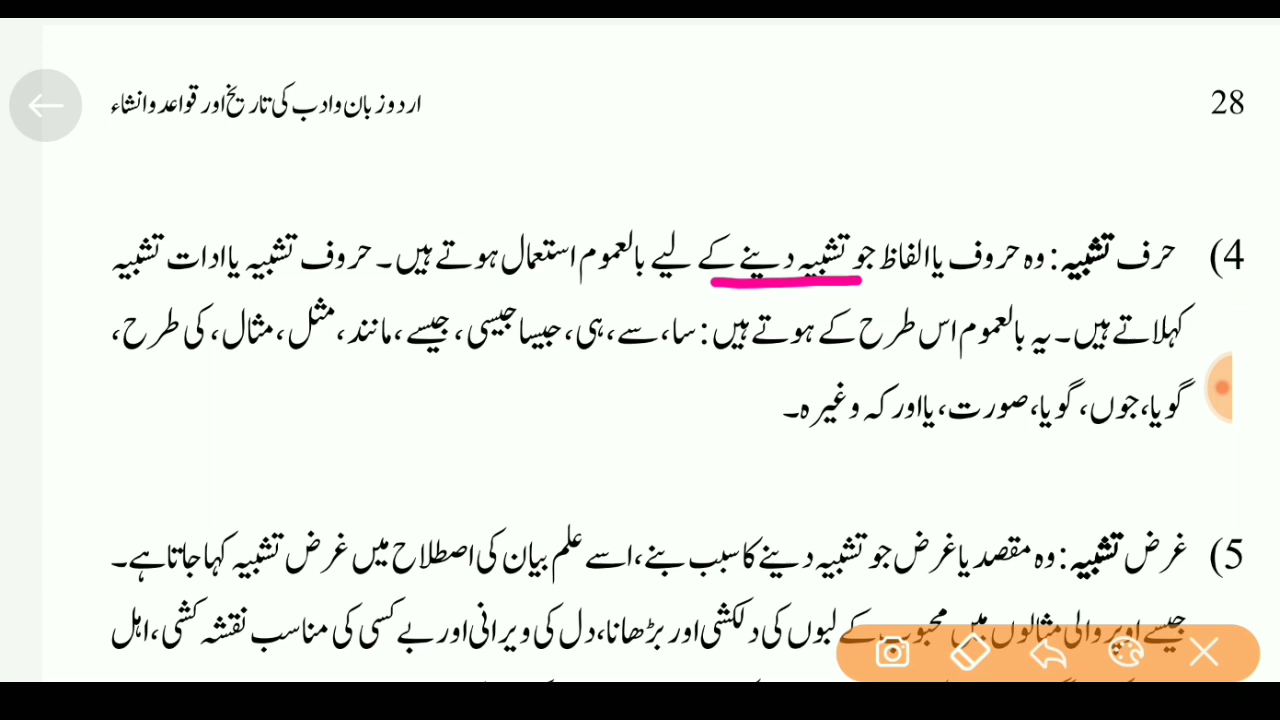 28 اردو زبان و ادب کی تاریخ اور قواعد و انشاء
4) حرف تشبیہ: وہ حروف یا الفاظ جو تشبیہ دینے کے لیے بالعموم استعمال ہوتے ہیں۔ حروف تشبیہ یا ادات تشبیہ
کہلاتے ہیں۔ یہ بالعموم اس طرح کے ہوتے ہیں: سا، سے، ہی، جیسا جیسی، جیسے، مانند، مثل، مثال، کی طرح،
گویا، جوں، گویا، صورت، یا اور کہ وغیرہ۔
5) غرض تشبیہ: وہ مقصد یا غرض جو تشبیہ دینے کا سبب بنے، اسے علم بیان کی اصطلاح میں غرض تشبیہ کہا جاتا ہے۔
جیسے اوپر والی مثالوں میں محبوب کے لبوں کی دلکشی اور بڑھانا، دل کی ویرانی اور بے کسی کی مناسب نقشہ کشی، اہل